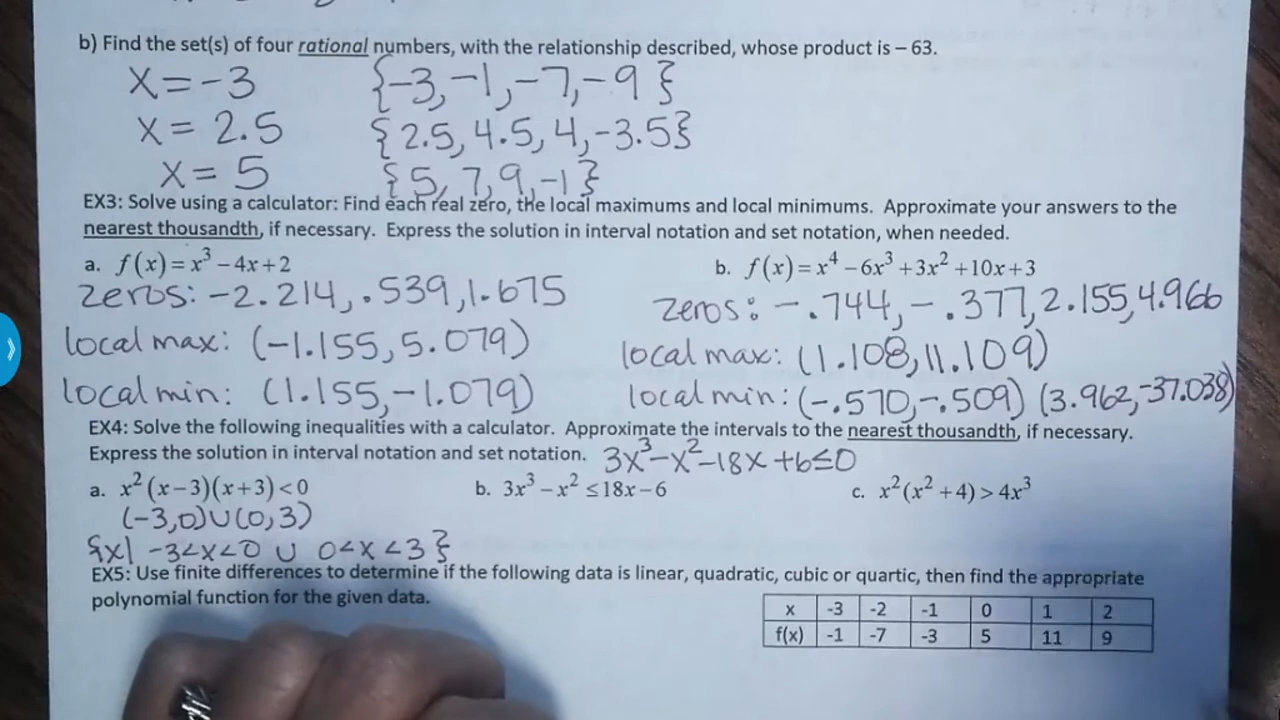 b) Find the set(s) of four rational numbers, with the relationship described, whose product is – 63.
x = -3 {-3, -1, -7, -9}
x = 2.5 {2.5, 4.5, 4, -3.5}
x = 5 {5, 7, 9, -1}
EX3: Solve using a calculator: Find each real zero, the local maximums and local minimums. Approximate your answers to the
nearest thousandth, if necessary. Express the solution in interval notation and set notation, when needed.
a. f(x) = x³ – 4x + 2
zeros: -2.214, .539, 1.675
local max: (-1.155, 5.079)
local min: (1.155, -1.079)
b. f(x) = x⁴ – 6x³ + 3x² + 10x + 3
zeros: -.744, -.377, 2.155, 4.966
local max: (1.108, 11.109)
local min: (-.570, -.509) (3.962, -37.038)
EX4: Solve the following inequalities with a calculator. Approximate the intervals to the nearest thousandth, if necessary.
Express the solution in interval notation and set notation. 3x³-x²-18x+6≤0
a. x²(x–3)(x+3) < 0
(-3,0)∪(0,3)
{x| -3<x<0 ∪ 0<x<3}
b. 3x³ – x² ≤ 18x – 6
c. x²(x² + 4) > 4x³
EX5: Use finite differences to determine if the following data is linear, quadratic, cubic or quartic, then find the appropriate
polynomial function for the given data.
x -3 -2 -1 0 1 2
f(x) -1 -7 -3 5 11 9